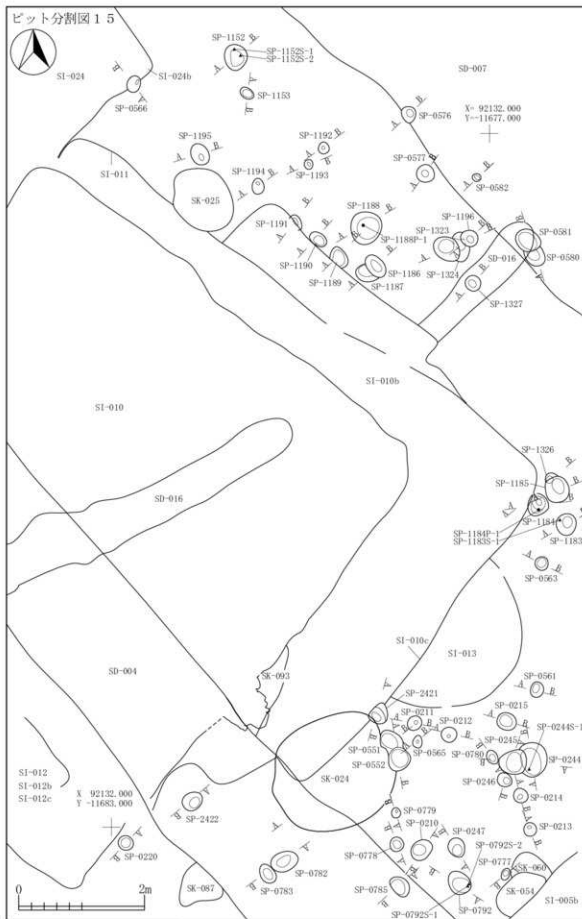 ピット分割図15
SI-024
SI-024b
SP-0566
SP-1152
SP-1152S-1
SP-1152S-2
SP-1153
SD-007
SP-0576
X- 92132.000
Y--11677.000
SP-0577
SP-0582
SP-1195
SP-1192
SP-1193
SP-1194
SI-011
SK-025
SP-1191
SP-1188
SP-1188P-1
SP-1190
SP-1189
SP-1186
SP-1187
SP-1196
SP-1323
SP-1324
SD-016
SP-0581
SP-0580
SP-1327
SI-010b
SI-010
SD-016
SP-1326
SP-1185
SP-1184P-1
SP-1184
SP-1183S-1
SP-1183
SP-0563
SI-010c
SI-013
SD-004
SK-093
SP-2421
SP-0211
SP-0212
SP-0561
SP-0215
SP-0244S-1
SP-0245
SP-0551
SP-0565
SP-0552
SP-0780
SP-0244
SP-0246
SP-0214
SK-024
SI-012
SI-012b
SI-012c
X 92132.000
Y -11683.000
SP-2422
SP-0220
SP-0779
SP-0210
SP-0247
SP-0213
SP-0792S-2
SP-0778
SP-0777
SK-060
SP-0782
SP-0783
SK-087
SP-0785
SP-0792S-1
SP-0792
SK-054
SI-005b
0
2m